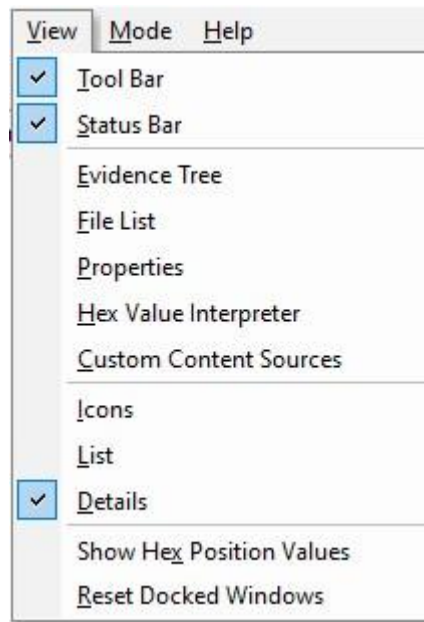 View Mode Help
Tool Bar
Status Bar
Evidence Tree
File List
Properties
Hex Value Interpreter
Custom Content Sources
Icons
List
Details
Show Hex Position Values
Reset Docked Windows